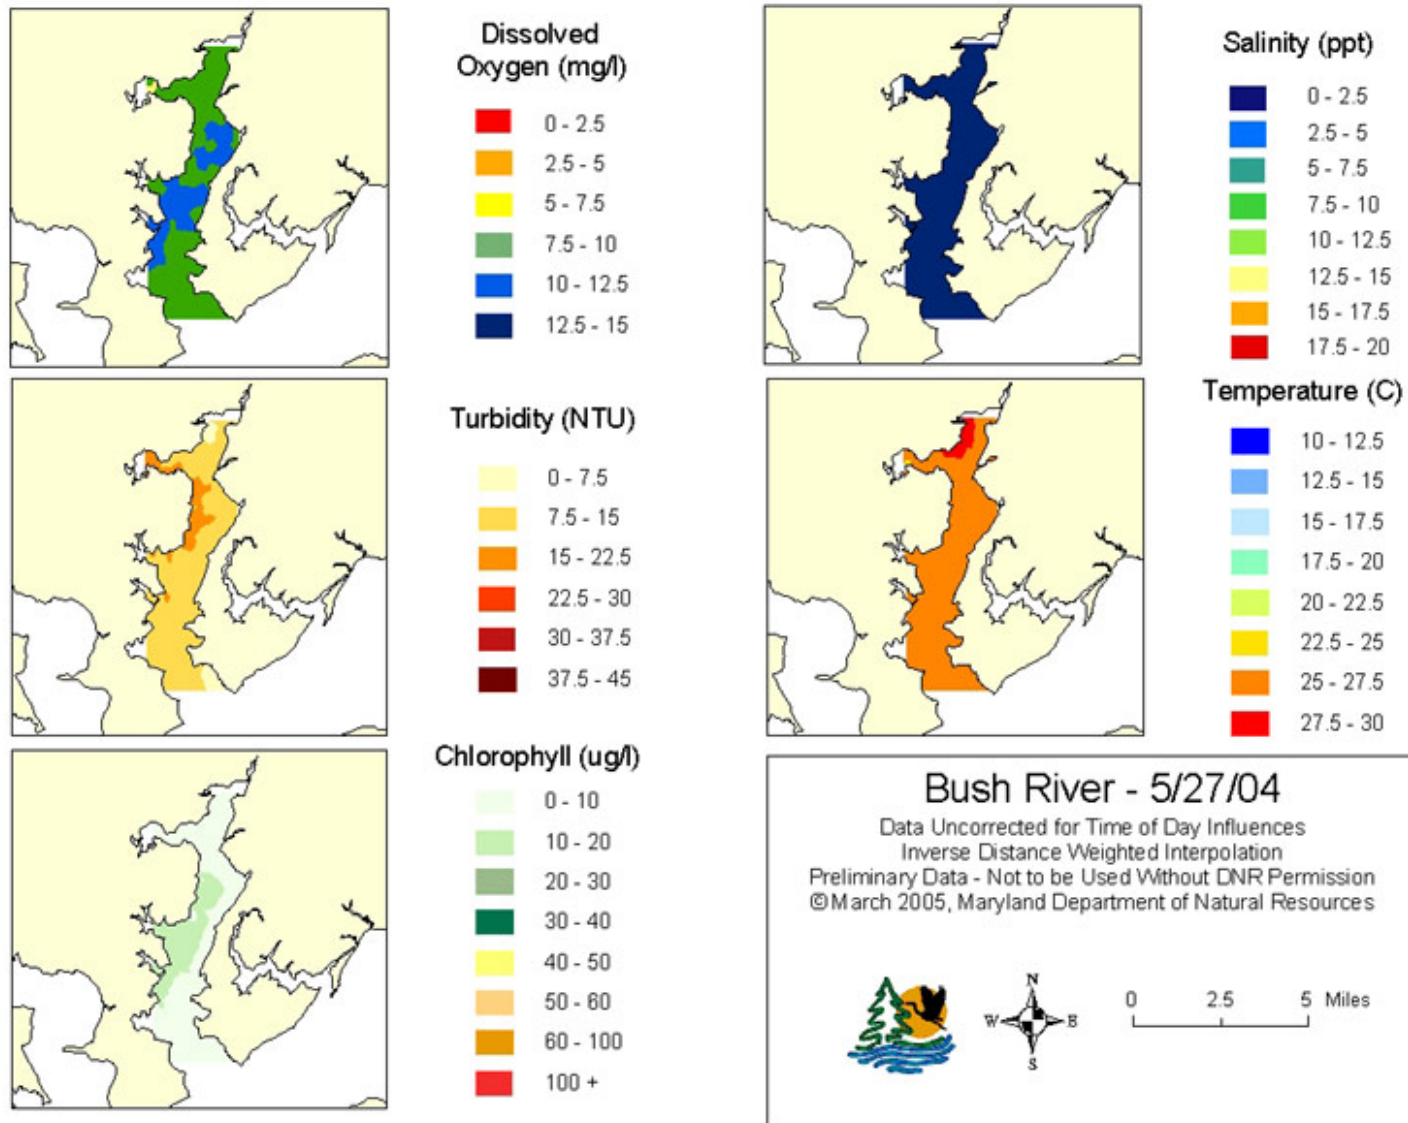 Dissolved
Oxygen (mg/l)
0 - 2.5
2.5 - 5
5 - 7.5
7.5 - 10
10 - 12.5
12.5 - 15
Salinity (ppt)
0 - 2.5
2.5 - 5
5 - 7.5
7.5 - 10
10 - 12.5
12.5 - 15
15 - 17.5
17.5 - 20
Turbidity (NTU)
0 - 7.5
7.5 - 15
15 - 22.5
22.5 - 30
30 - 37.5
37.5 - 45
Temperature (C)
10 - 12.5
12.5 - 15
15 - 17.5
17.5 - 20
20 - 22.5
22.5 - 25
25 - 27.5
27.5 - 30
Chlorophyll (ug/l)
0 - 10
10 - 20
20 - 30
30 - 40
40 - 50
50 - 60
60 - 100
100 +
Bush River - 5/27/04
Data Uncorrected for Time of Day Influences
Inverse Distance Weighted Interpolation
Preliminary Data - Not to be Used Without DNR Permission
© March 2005, Maryland Department of Natural Resources
N
W E
S
0 2.5 5 Miles